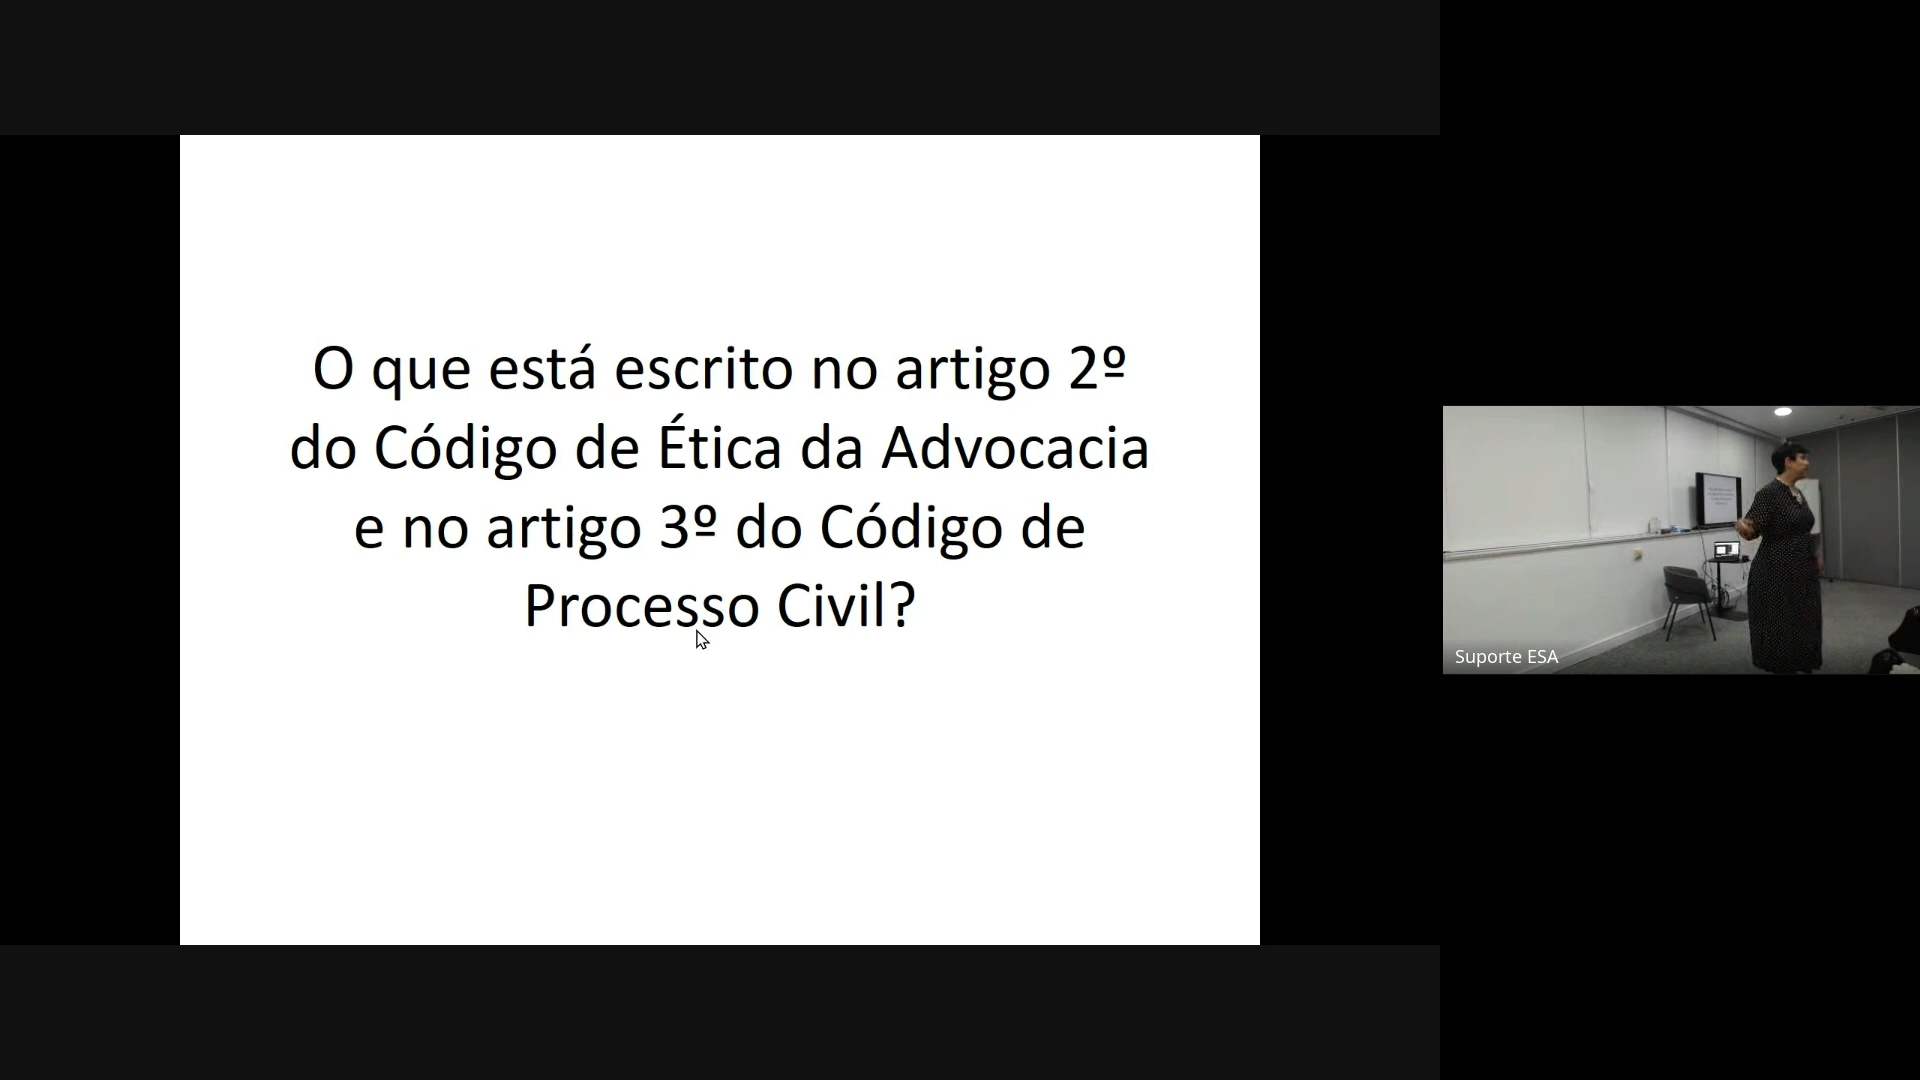 O que está escrito no artigo 2º
do Código de Ética da Advocacia
e no artigo 3º do Código de
Processo Civil?
Suporte ESA